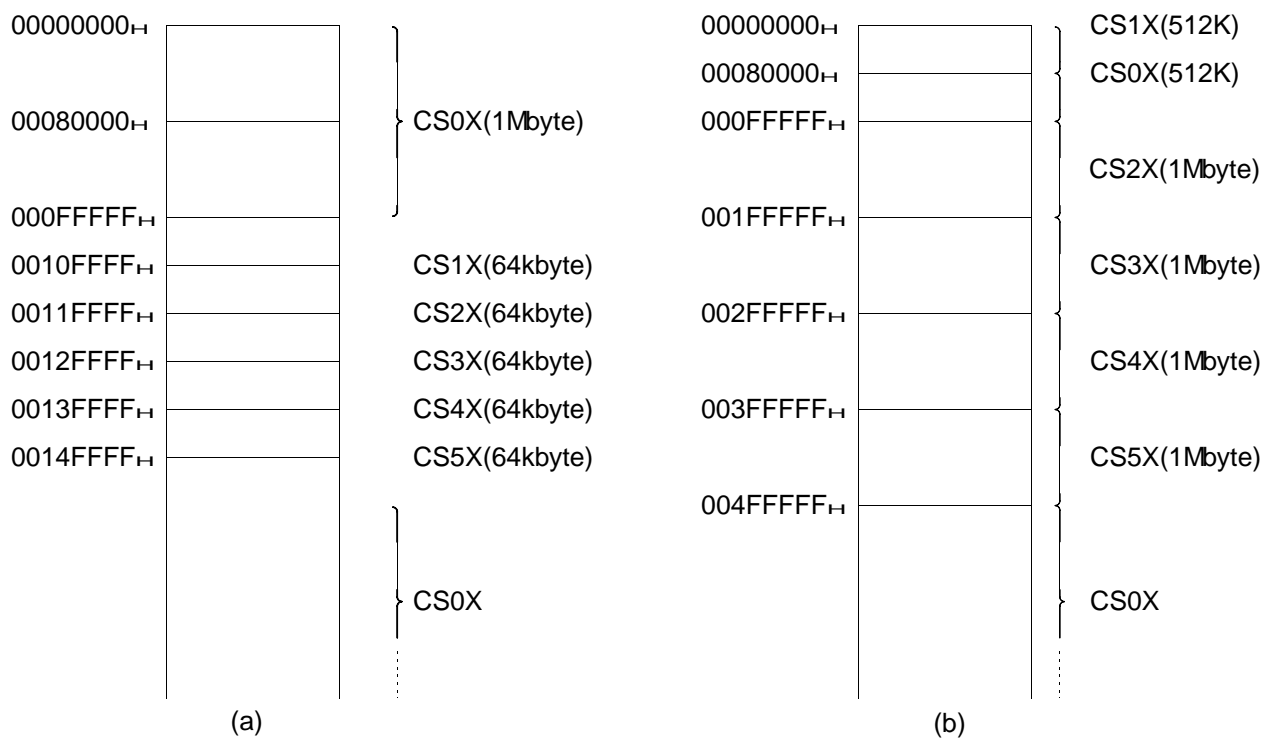 00000000H
00080000H
CS0X(1Mbyte)
000FFFFFH
0010FFFFH CS1X(64kbyte)
0011FFFFH CS2X(64kbyte)
0012FFFFH CS3X(64kbyte)
0013FFFFH CS4X(64kbyte)
0014FFFFH CS5X(64kbyte)
CS0X
(a)
00000000H CS1X(512K)
00080000H CS0X(512K)
000FFFFFH
CS2X(1Mbyte)
001FFFFFH
CS3X(1Mbyte)
002FFFFFH
CS4X(1Mbyte)
003FFFFFH
CS5X(1Mbyte)
004FFFFFH
CS0X
(b)